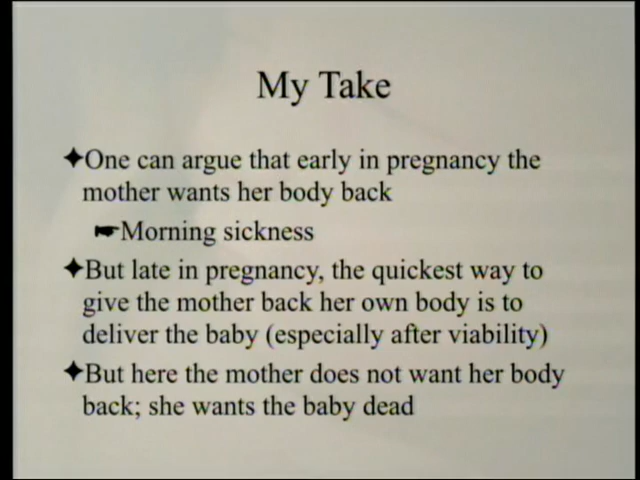 My Take
✦One can argue that early in pregnancy the
mother wants her body back
☛Morning sickness
✦But late in pregnancy, the quickest way to
give the mother back her own body is to
deliver the baby (especially after viability)
✦But here the mother does not want her body
back; she wants the baby dead